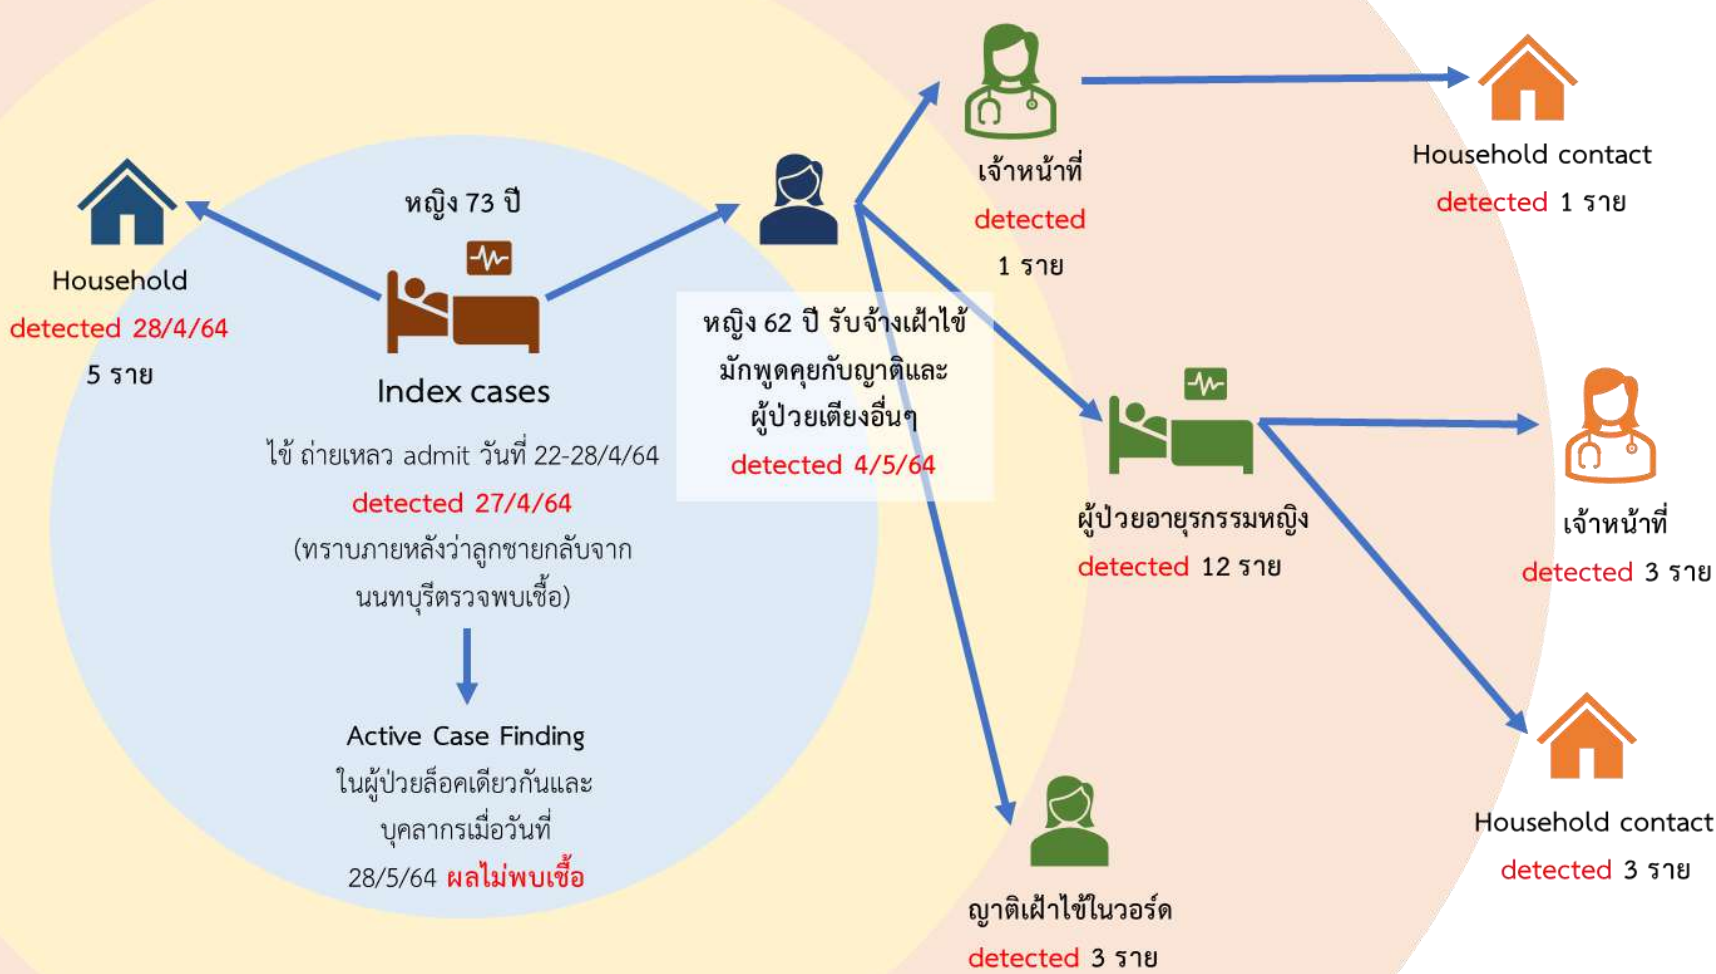 หญิง 73 ปี
Household
detected 28/4/64
5 ราย
Index cases
ไข้ ถ่ายเหลว admit วันที่ 22-28/4/64
detected 27/4/64
(ทราบภายหลังว่าลูกชายกลับจาก
นนทบุรีตรวจพบเชื้อ)
Active Case Finding
ในผู้ป่วยล็อคเดียวกันและ
บุคลากรเมื่อวันที่
28/5/64 ผลไม่พบเชื้อ
หญิง 62 ปี รับจ้างเฝ้าไข้
มักพูดคุยกับญาติและ
ผู้ป่วยเตียงอื่นๆ
detected 4/5/64
เจ้าหน้าที่
detected
1 ราย
Household contact
detected 1 ราย
ผู้ป่วยอายุรกรรมหญิง
detected 12 ราย
เจ้าหน้าที่
detected 3 ราย
Household contact
detected 3 ราย
ญาติเฝ้าไข้ในวอร์ด
detected 3 ราย